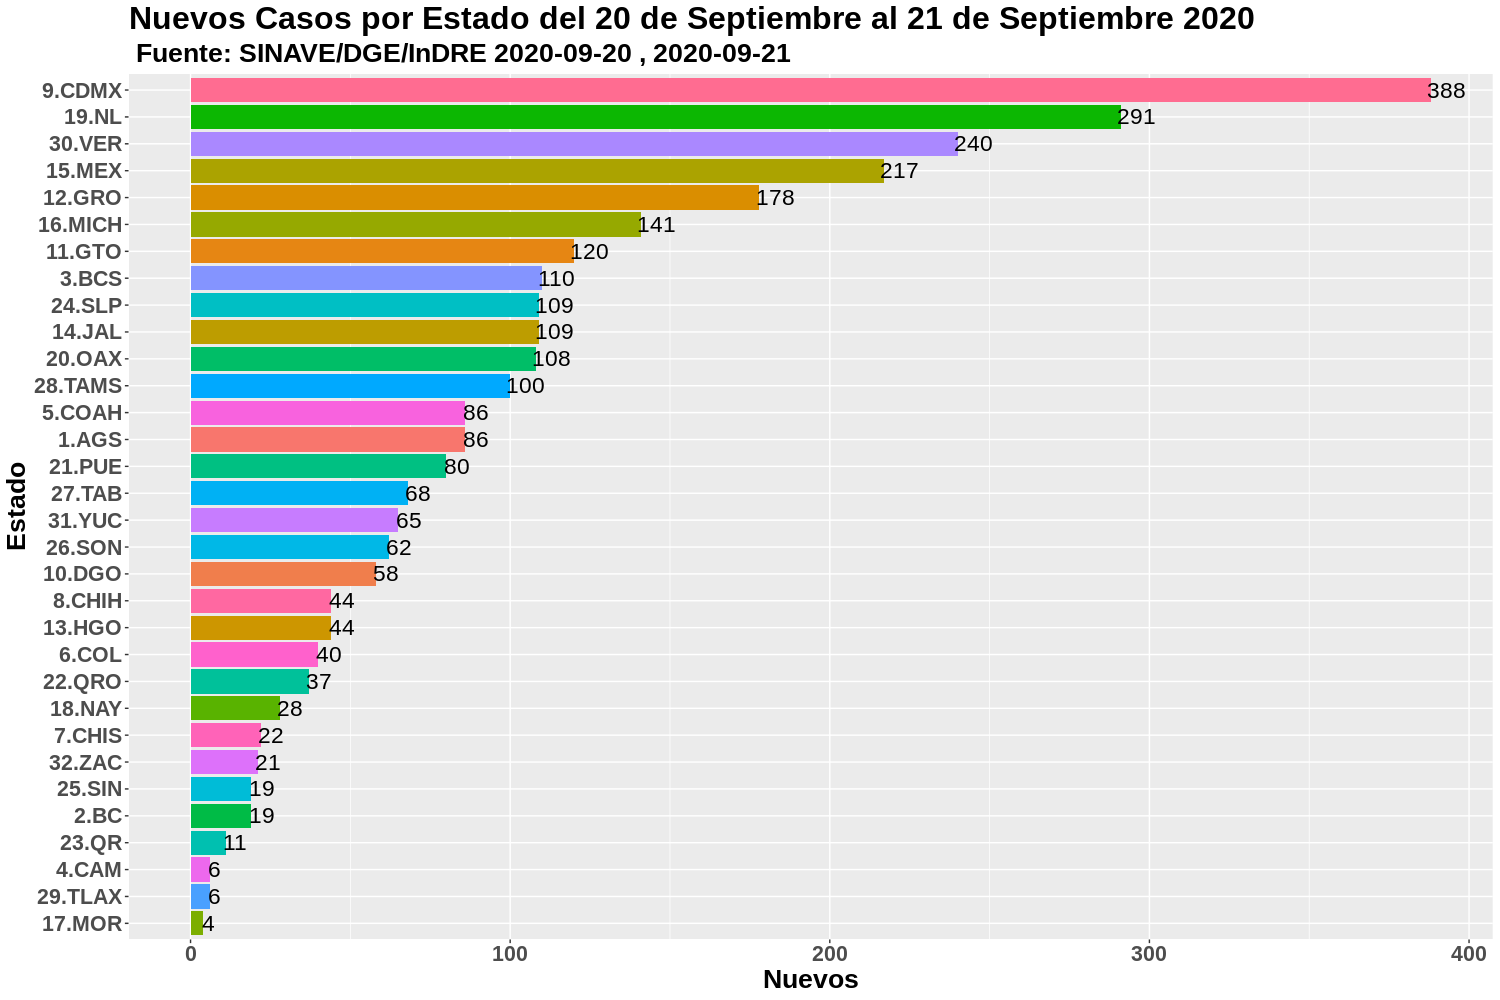 Nuevos Casos por Estado del 20 de Septiembre al 21 de Septiembre 2020
Fuente: SINAVE/DGE/InDRE 2020-09-20 , 2020-09-21
Estado
9.CDMX 388
19.NL 291
30.VER 240
15.MEX 217
12.GRO 178
16.MICH 141
11.GTO 120
3.BCS 110
24.SLP 109
14.JAL 109
20.OAX 108
28.TAMS 100
5.COAH 86
1.AGS 86
21.PUE 80
27.TAB 68
31.YUC 65
26.SON 62
10.DGO 58
8.CHIH 44
13.HGO 44
6.COL 40
22.QRO 37
18.NAY 28
7.CHIS 22
32.ZAC 21
25.SIN 19
2.BC 19
23.QR 11
4.CAM 6
29.TLAX 6
17.MOR 4
0 100 200 300 400
Nuevos